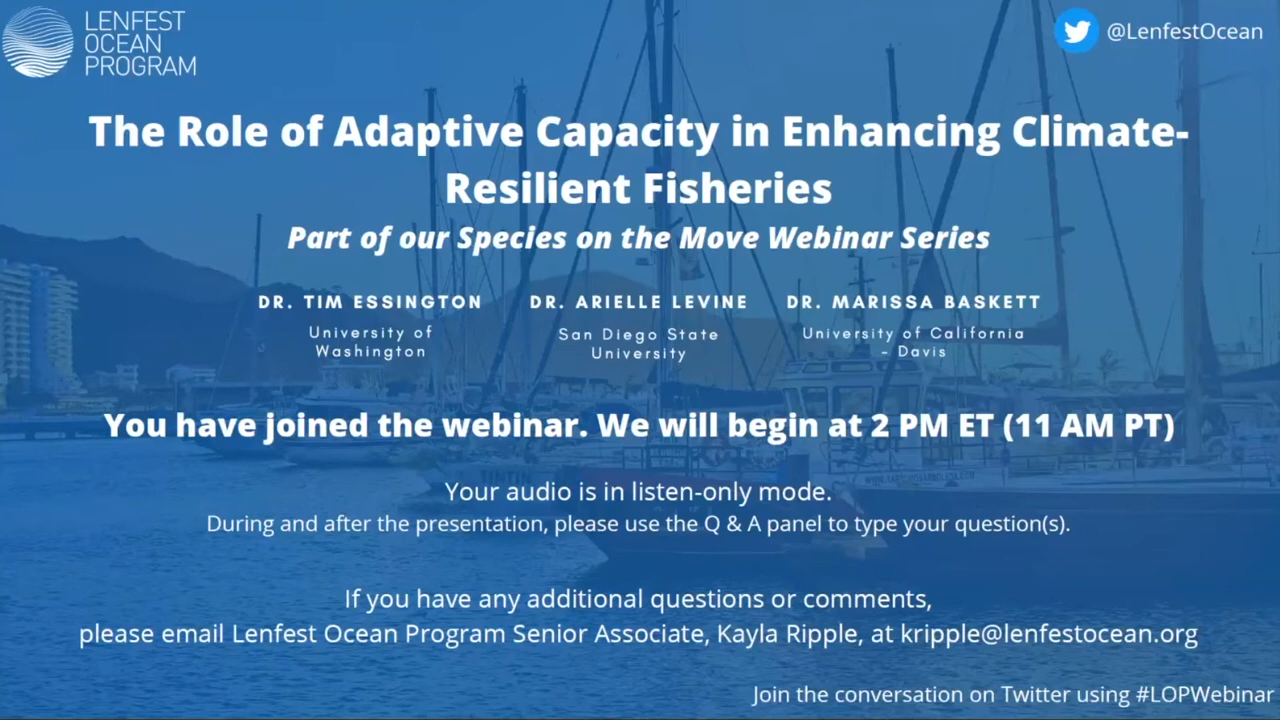 LENFEST
OCEAN
PROGRAM
@LenfestOcean
The Role of Adaptive Capacity in Enhancing Climate-
Resilient Fisheries
Part of our Species on the Move Webinar Series
DR. TIM ESSINGTON
University of
Washington
DR. ARIELLE LEVINE
San Diego State
University
DR. MARISSA BASKETT
University of California
- Davis
You have joined the webinar. We will begin at 2 PM ET (11 AM PT)
Your audio is in listen-only mode.
During and after the presentation, please use the Q & A panel to type your question(s).
If you have any additional questions or comments,
please email Lenfest Ocean Program Senior Associate, Kayla Ripple, at kripple@lenfestocean.org
Join the conversation on Twitter using #LOPWebinar